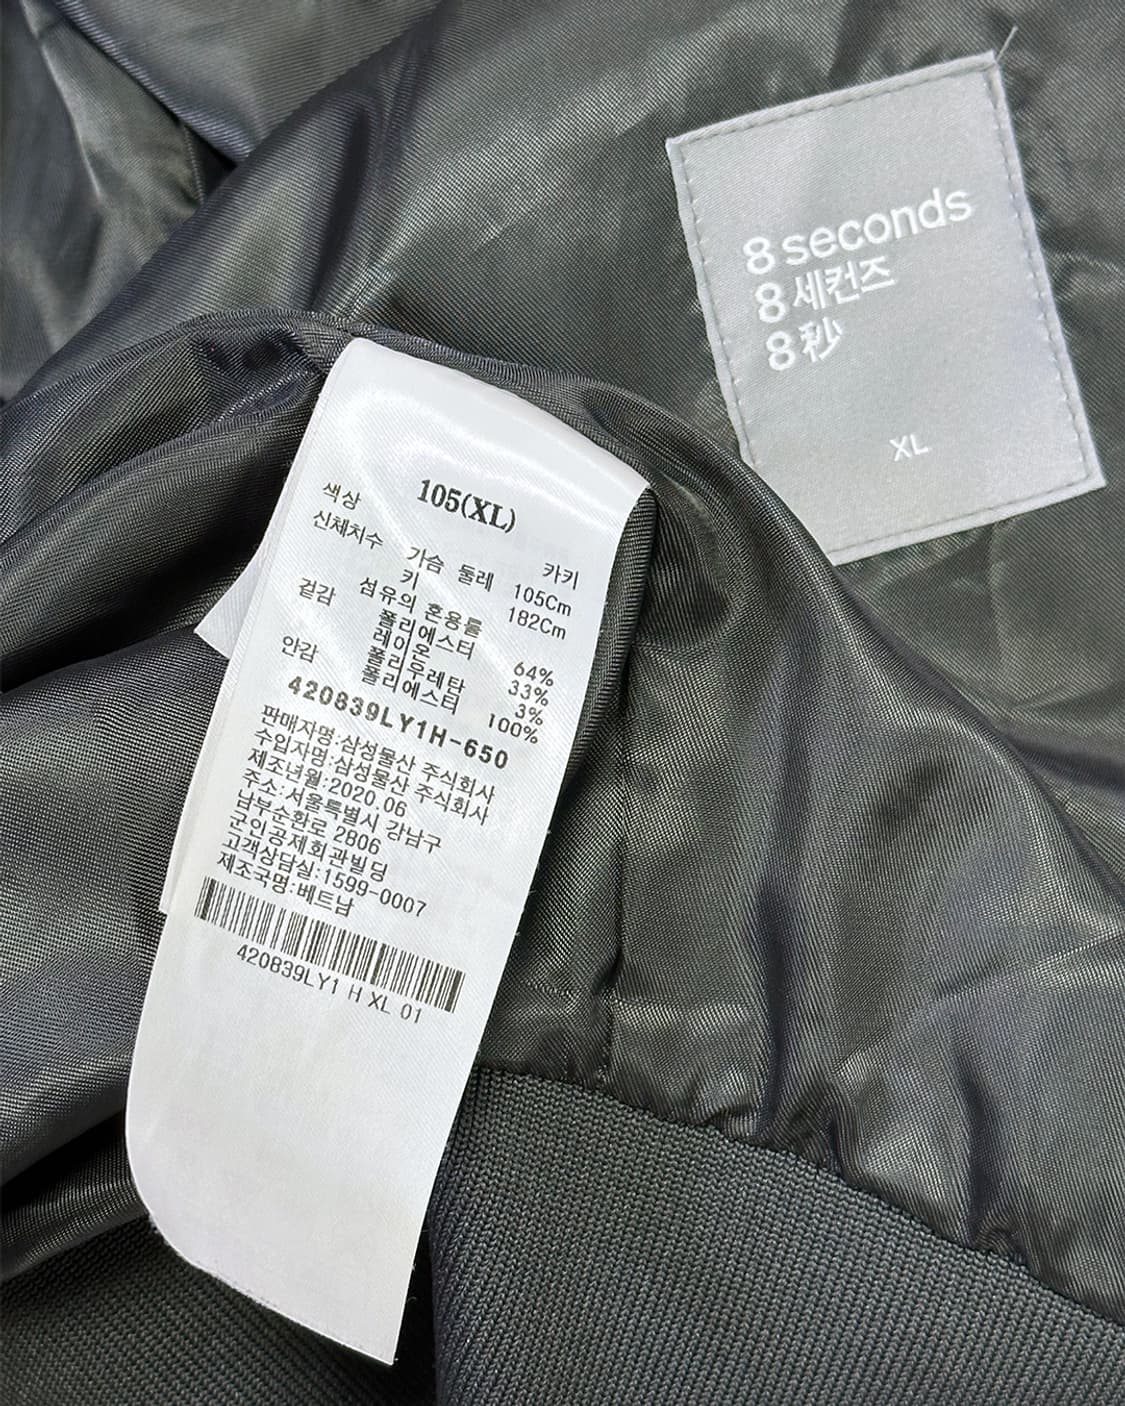 8 seconds
8 세컨즈
8 秒
XL
105(XL)
색상 카키
신체치수 가슴 둘레 105Cm
키 182Cm
섬유의 혼용률
겉감 폴리에스터 64%
레이온 33%
폴리우레탄 3%
안감 폴리에스터 100%
420839LY1H-650
판매자명:삼성물산 주식회사
수입자명:삼성물산 주식회사
제조년월:2020.06
주소:서울특별시 강남구
남부순환로 2806
군인공제회관빌딩
고객상담실:1599-0007
제조국명:베트남
420839LY1 H XL 01